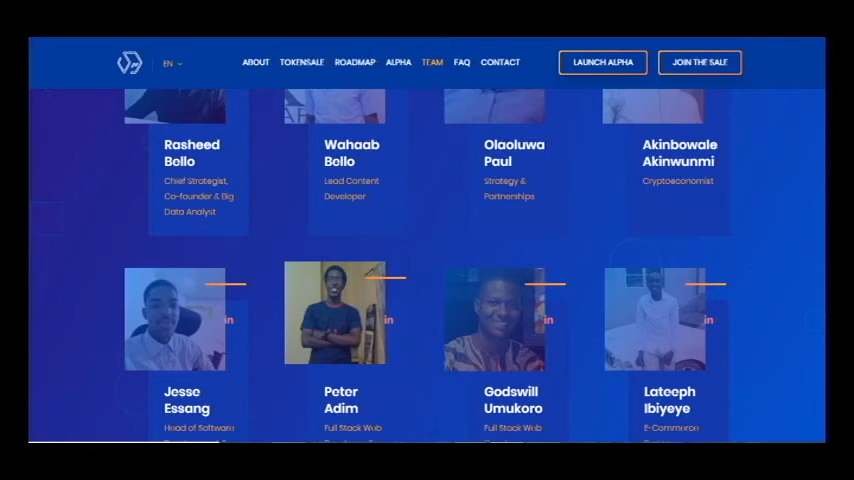 EN
ABOUT TOKENSALE ROADMAP ALPHA TEAM FAQ CONTACT
LAUNCH ALPHA
JOIN THE SALE
Rasheed
Bello
Chief Strategist,
Co-founder & Big
Data Analyst
Wahaab
Bello
Lead Content
Developer
Olaoluwa
Paul
Strategy &
Partnerships
Akinbowale
Akinwunmi
Cryptoeconomist
in
Jesse
Essang
Head of Software
in
Peter
Adim
Full Stack Web
in
Godswill
Umukoro
Full Stack Web
in
Lateeph
Ibiyeye
E-Commerce